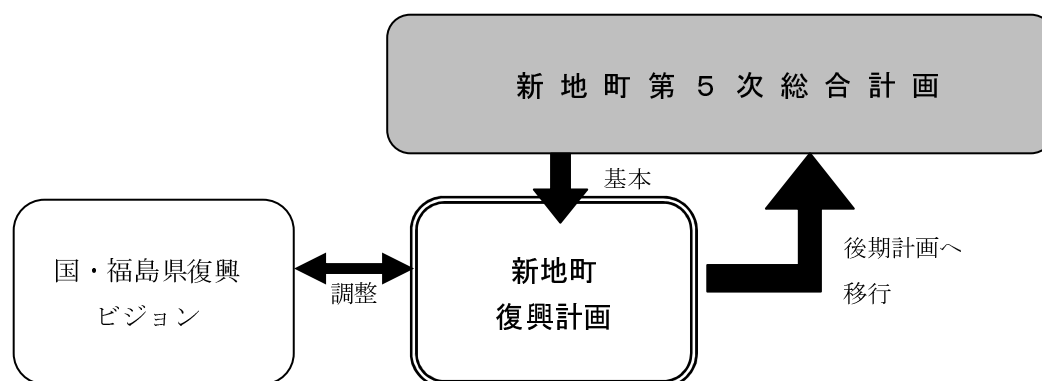 新地町第５次総合計画
基本
国・福島県復興
ビジョン
調整
新地町
復興計画
後期計画へ
移行